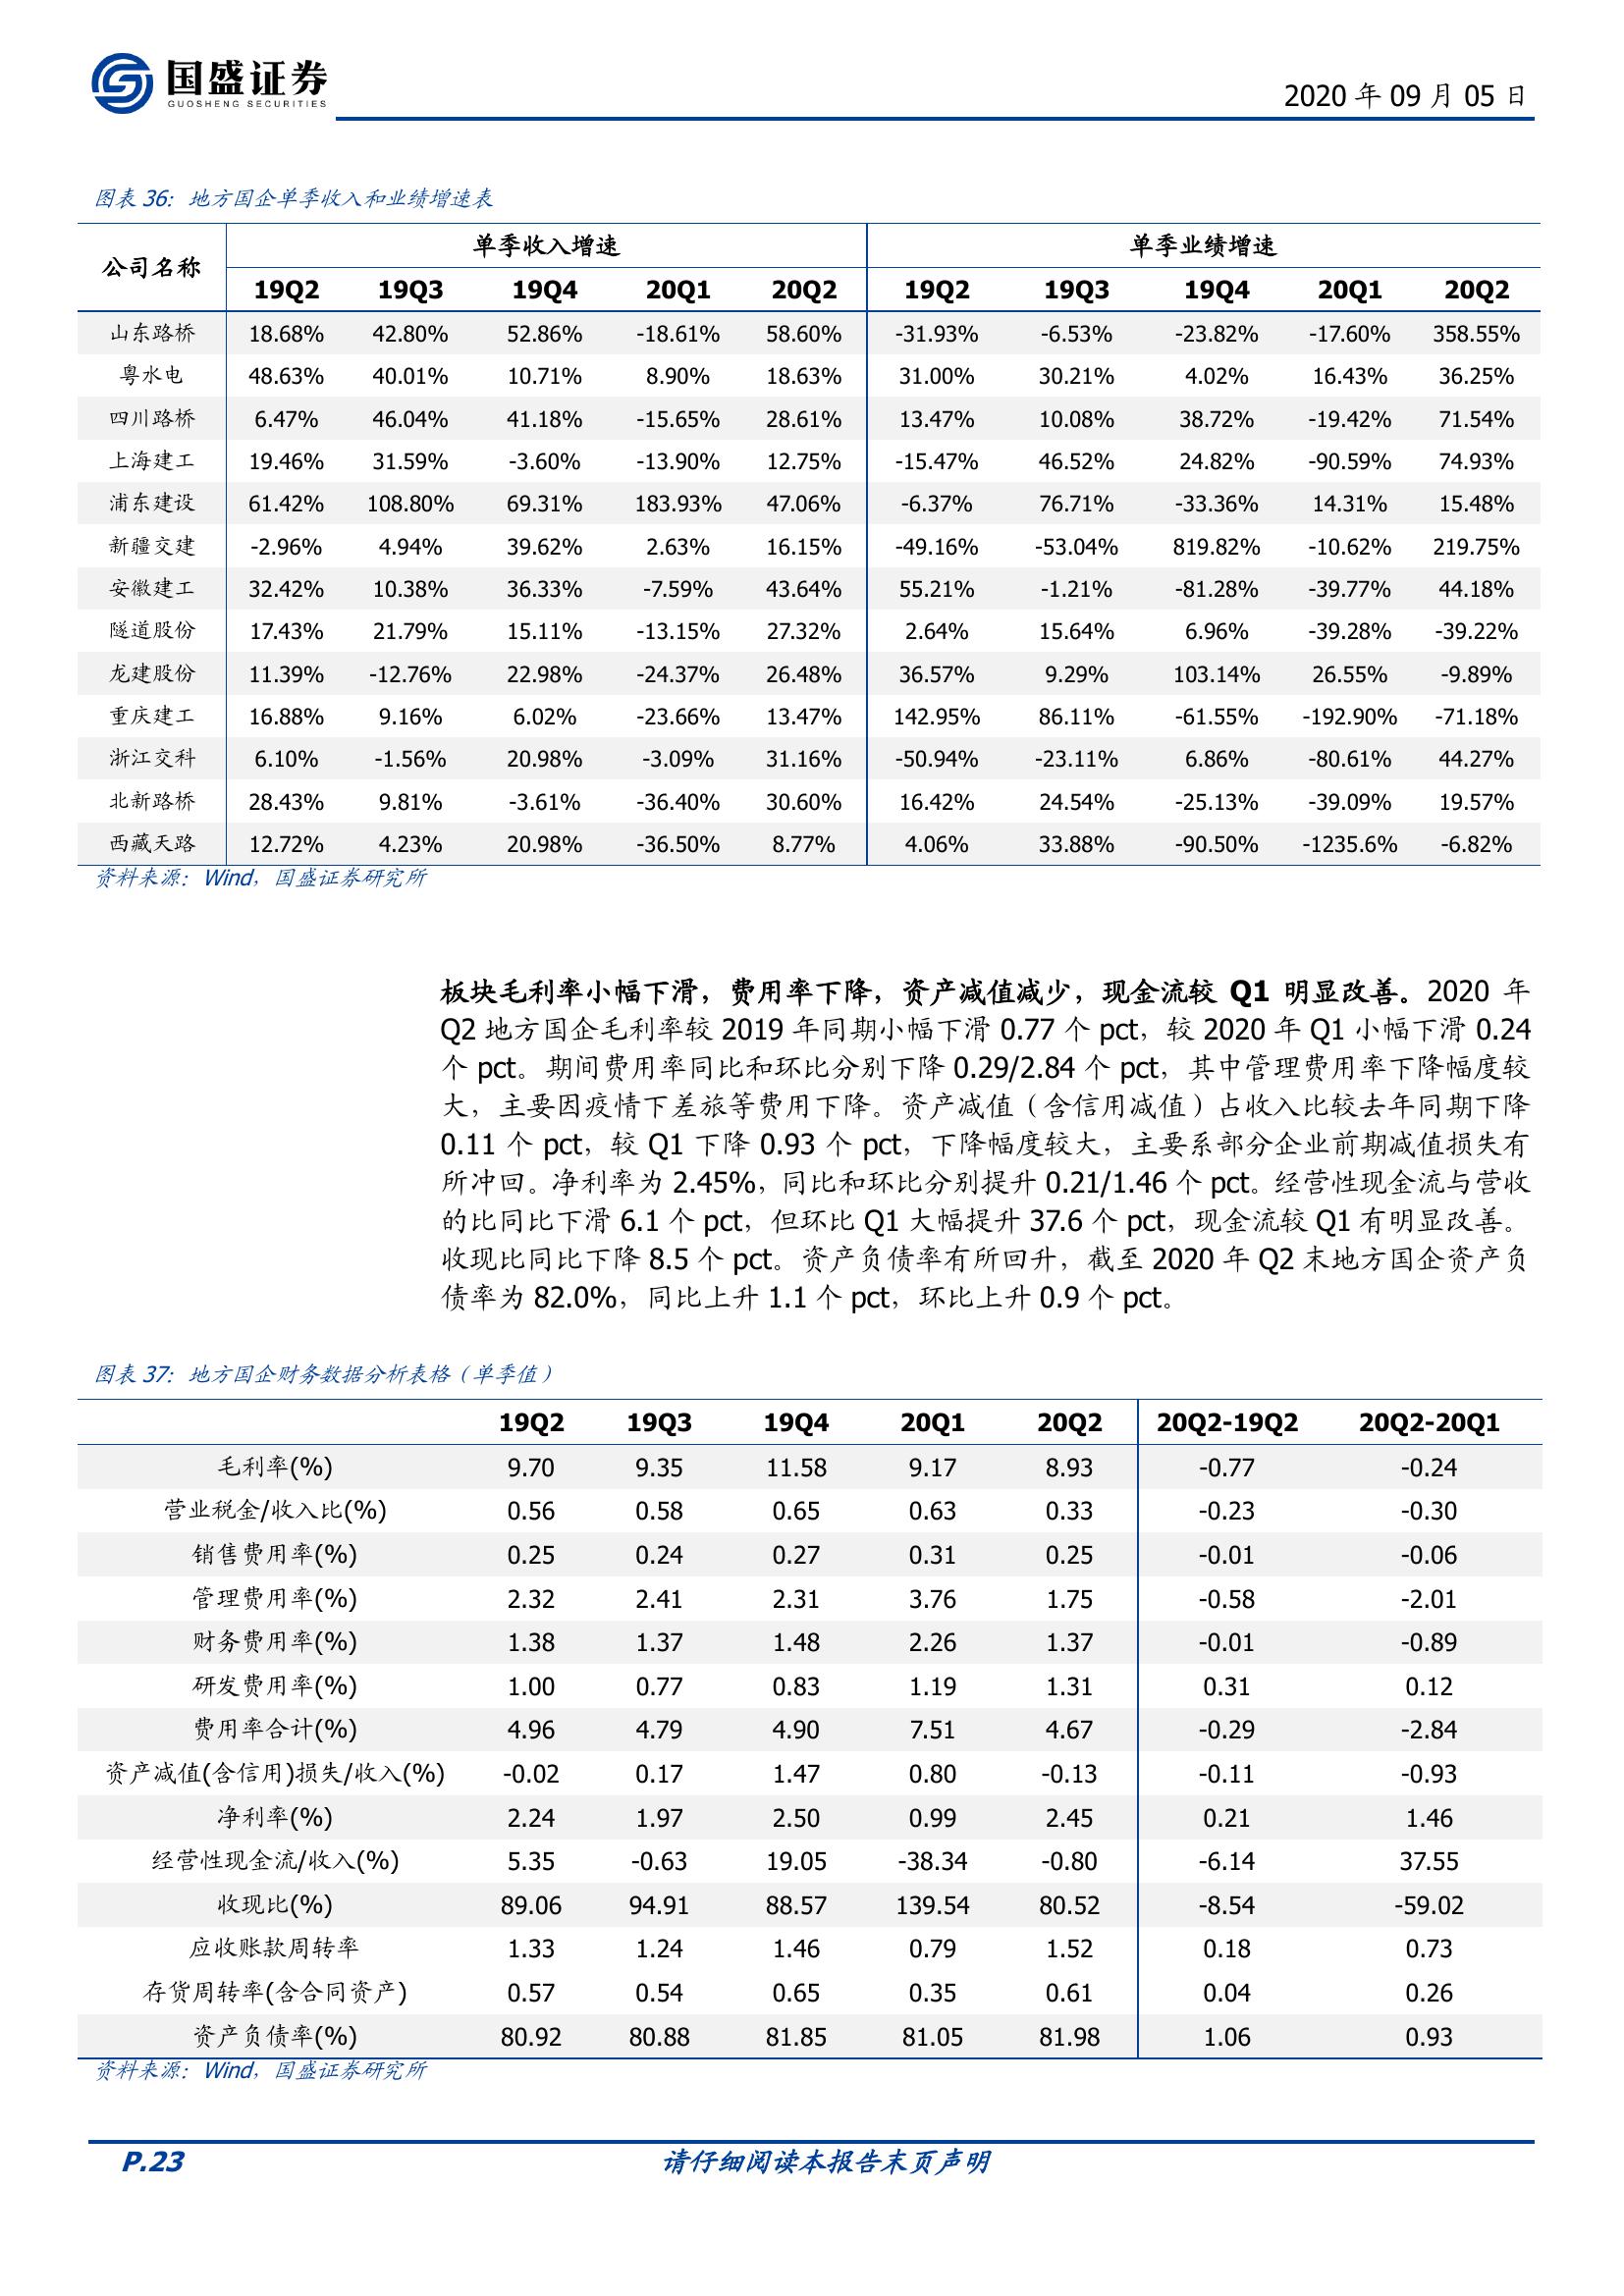 国盛证券
GUOSHENG SECURITIES
2020 年 09 月 05 日
图表 36：地方国企单季收入和业绩增速表
公司名称 单季收入增速 单季业绩增速
19Q2 19Q3 19Q4 20Q1 20Q2 19Q2 19Q3 19Q4 20Q1 20Q2
山东路桥 18.68% 42.80% 52.86% -18.61% 58.60% -31.93% -6.53% -23.82% -17.60% 358.55%
粤水电 48.63% 40.01% 10.71% 8.90% 18.63% 31.00% 30.21% 4.02% 16.43% 36.25%
四川路桥 6.47% 46.04% 41.18% -15.65% 28.61% 13.47% 10.08% 38.72% -19.42% 71.54%
上海建工 19.46% 31.59% -3.60% -13.90% 12.75% -15.47% 46.52% 24.82% -90.59% 74.93%
浦东建设 61.42% 108.80% 69.31% 183.93% 47.06% -6.37% 76.71% -33.36% 14.31% 15.48%
新疆交建 -2.96% 4.94% 39.62% 2.63% 16.15% -49.16% -53.04% 819.82% -10.62% 219.75%
安徽建工 32.42% 10.38% 36.33% -7.59% 43.64% 55.21% -1.21% -81.28% -39.77% 44.18%
隧道股份 17.43% 21.79% 15.11% -13.15% 27.32% 2.64% 15.64% 6.96% -39.28% -39.22%
龙建股份 11.39% -12.76% 22.98% -24.37% 26.48% 36.57% 9.29% 103.14% 26.55% -9.89%
重庆建工 16.88% 9.16% 6.02% -23.66% 13.47% 142.95% 86.11% -61.55% -192.90% -71.18%
浙江交科 6.10% -1.56% 20.98% -3.09% 31.16% -50.94% -23.11% 6.86% -80.61% 44.27%
北新路桥 28.43% 9.81% -3.61% -36.40% 30.60% 16.42% 24.54% -25.13% -39.09% 19.57%
西藏天路 12.72% 4.23% 20.98% -36.50% 8.77% 4.06% 33.88% -90.50% -1235.6% -6.82%
资料来源：Wind，国盛证券研究所
板块毛利率小幅下滑，费用率下降，资产减值减少，现金流较 Q1 明显改善。2020 年
Q2 地方国企毛利率较 2019 年同期小幅下滑 0.77 个 pct，较 2020 年 Q1 小幅下滑 0.24
个 pct。期间费用率同比和环比分别下降 0.29/2.84 个 pct，其中管理费用率下降幅度较
大，主要因疫情下差旅等费用下降。资产减值（含信用减值）占收入比较去年同期下降
0.11 个 pct，较 Q1 下降 0.93 个 pct，下降幅度较大，主要系部分企业前期减值损失有
所冲回。净利率为 2.45%，同比和环比分别提升 0.21/1.46 个 pct。经营性现金流与营收
的比同比下滑 6.1 个 pct，但环比 Q1 大幅提升 37.6 个 pct，现金流较 Q1 有明显改善。
收现比同比下降 8.5 个 pct。资产负债率有所回升，截至 2020 年 Q2 末地方国企资产负
债率为 82.0%，同比上升 1.1 个 pct，环比上升 0.9 个 pct。
图表 37：地方国企财务数据分析表格（单季值）
19Q2 19Q3 19Q4 20Q1 20Q2 20Q2-19Q2 20Q2-20Q1
毛利率(%) 9.70 9.35 11.58 9.17 8.93 -0.77 -0.24
营业税金/收入比(%) 0.56 0.58 0.65 0.63 0.33 -0.23 -0.30
销售费用率(%) 0.25 0.24 0.27 0.31 0.25 -0.01 -0.06
管理费用率(%) 2.32 2.41 2.31 3.76 1.75 -0.58 -2.01
财务费用率(%) 1.38 1.37 1.48 2.26 1.37 -0.01 -0.89
研发费用率(%) 1.00 0.77 0.83 1.19 1.31 0.31 0.12
费用率合计(%) 4.96 4.79 4.90 7.51 4.67 -0.29 -2.84
资产减值(含信用)损失/收入(%) -0.02 0.17 1.47 0.80 -0.13 -0.11 -0.93
净利率(%) 2.24 1.97 2.50 0.99 2.45 0.21 1.46
经营性现金流/收入(%) 5.35 -0.63 19.05 -38.34 -0.80 -6.14 37.55
收现比(%) 89.06 94.91 88.57 139.54 80.52 -8.54 -59.02
应收账款周转率 1.33 1.24 1.46 0.79 1.52 0.18 0.73
存货周转率(含合同资产) 0.57 0.54 0.65 0.35 0.61 0.04 0.26
资产负债率(%) 80.92 80.88 81.85 81.05 81.98 1.06 0.93
资料来源：Wind，国盛证券研究所
P.23 请仔细阅读本报告末页声明